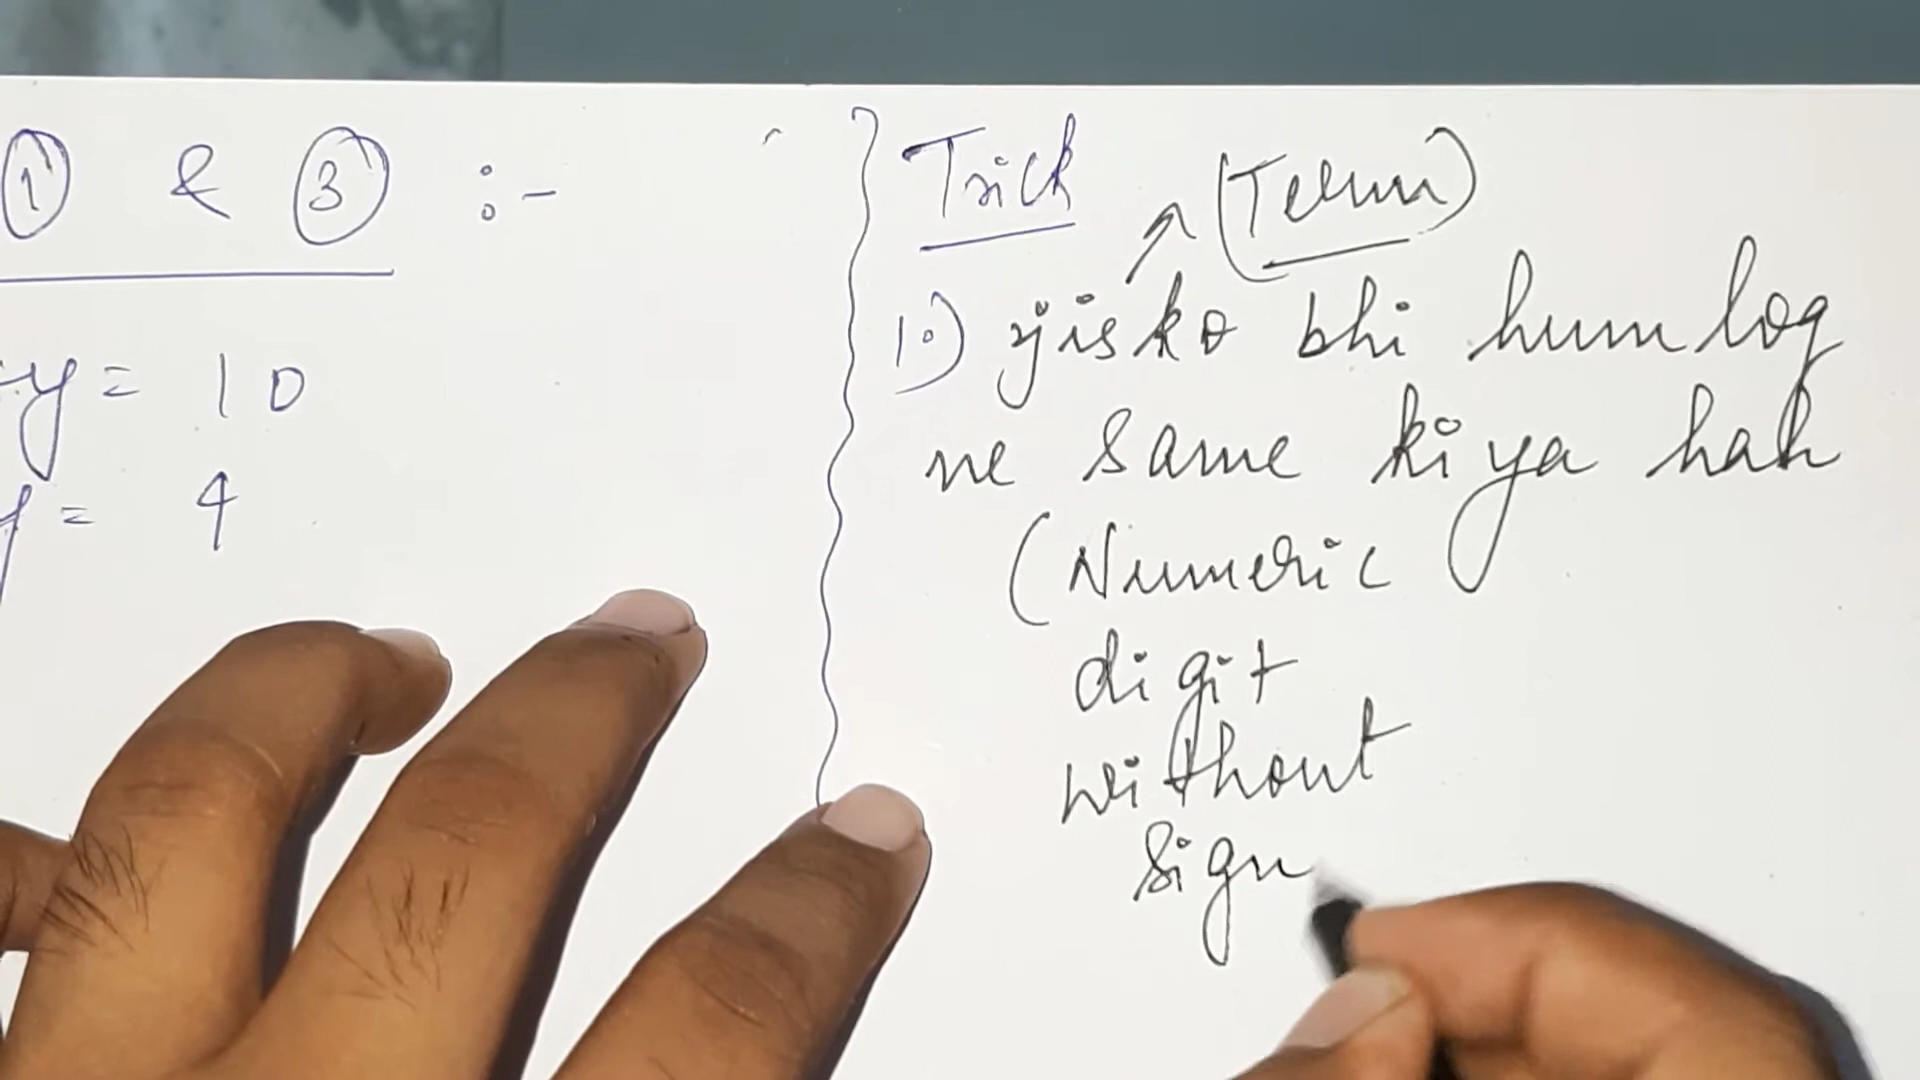 ① & ③ :-
y = 10
y = 4
Trick
(Term)
1.) jisko bhi hum log
ne same kiya hah
(Numeric
digit
without
sign